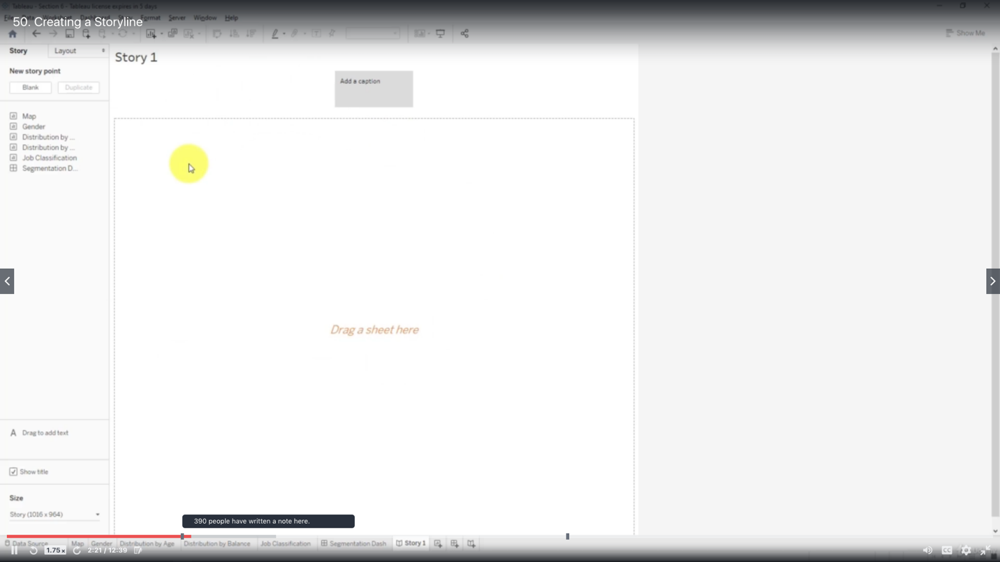 Tableau - Section 6 - Tableau license expires in 5 days
File Data Worksheet Dashboard Story Format Server Window Help
50. Creating a Storyline
Show Me
Story Layout
Story 1
New story point
Blank Duplicate
Add a caption
Map
Gender
Distribution by ...
Distribution by ...
Job Classification
Segmentation D...
Drag a sheet here
A Drag to add text
Show title
Size
Story (1016 x 964)
390 people have written a note here.
Data Source Map Gender Distribution by Age Distribution by Balance Job Classification Segmentation Dash Story 1
1.75x 2:21 / 12:39 CC